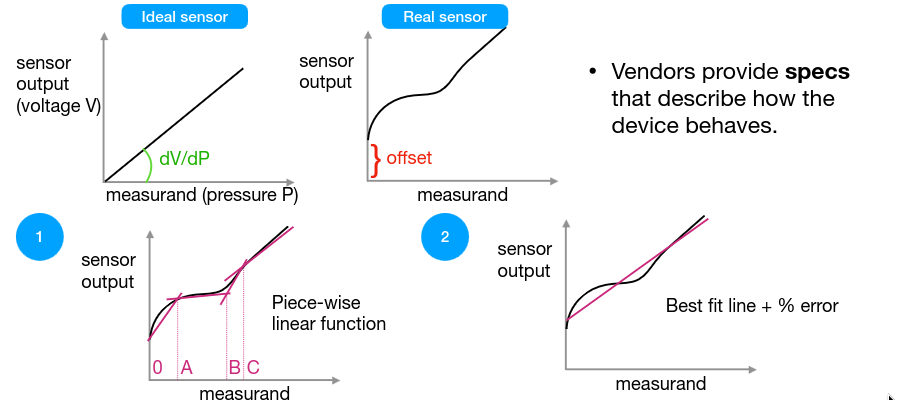 Ideal sensor
Real sensor
sensor
output
(voltage V)
dV/dP
measurand (pressure P)
sensor
output
offset
measurand
• Vendors provide specs
that describe how the
device behaves.
1
sensor
output
Piece-wise
linear function
0 A B C
measurand
2
sensor
output
Best fit line + % error
measurand